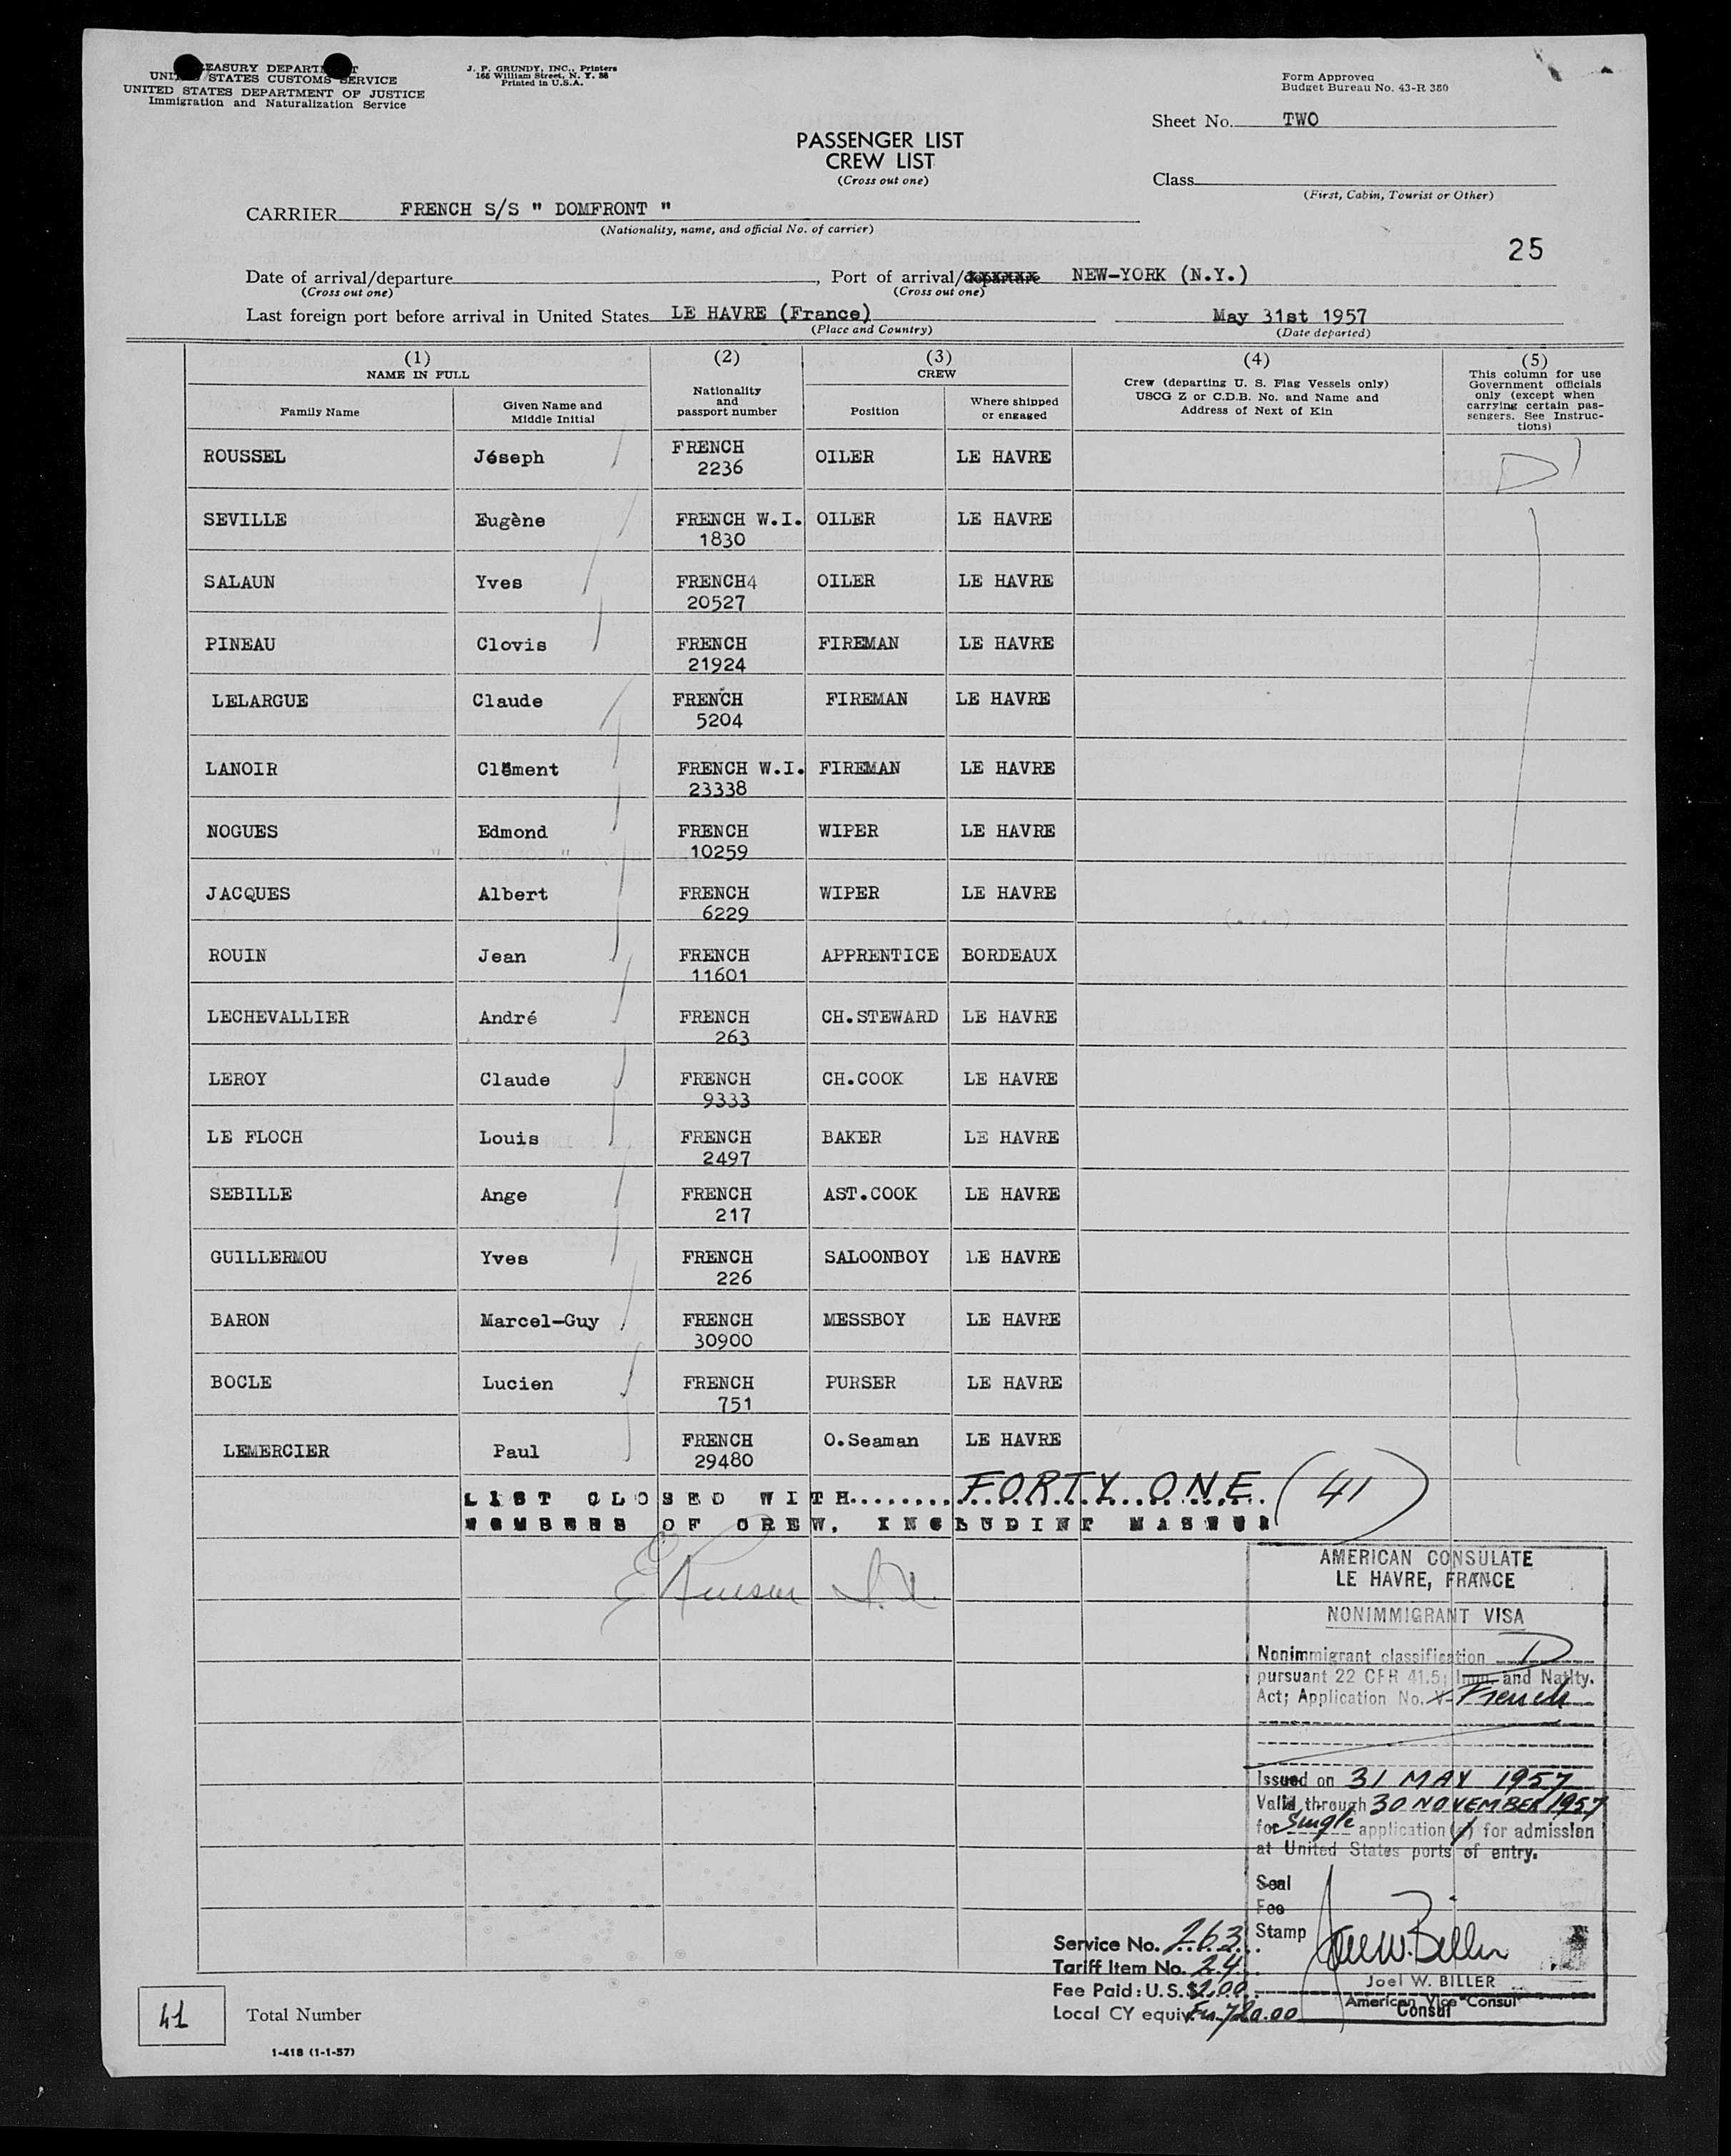 TREASURY DEPARTMENT
UNITED STATES CUSTOMS SERVICE
UNITED STATES DEPARTMENT OF JUSTICE
Immigration and Naturalization Service
J. P. GRUNDY, INC., Printers
166 William Street, N. Y. 38
Printed in U.S.A.
Form Approved
Budget Bureau No. 43-R 380
Sheet No. TWO
PASSENGER LIST
CREW LIST
(Cross out one)
Class
(First, Cabin, Tourist or Other)
CARRIER FRENCH S/S " DOMFRONT "
(Nationality, name, and official No. of carrier)
25
Date of arrival/departure , Port of arrival/departure NEW-YORK (N.Y.)
(Cross out one) (Cross out one)
Last foreign port before arrival in United States LE HAVRE (France) May 31st 1957
(Place and Country) (Date departed)
(1) (2) (3) (4) (5)
NAME IN FULL CREW
Family Name
Given Name and
Middle Initial
Nationality
and
passport number
Position
Where shipped
or engaged
Crew (departing U. S. Flag Vessels only)
USCG Z or C.D.B. No. and Name and
Address of Next of Kin
This column for use
Government officials
only (except when
carrying certain pas-
sengers. See Instruc-
tions)
ROUSSEL Jéseph FRENCH 2236 OILER LE HAVRE D
SEVILLE Eugène FRENCH W.I. 1830 OILER LE HAVRE
SALAUN Yves FRENCH4 20527 OILER LE HAVRE
PINEAU Clovis FRENCH 21924 FIREMAN LE HAVRE
LELARGUE Claude FRENCH 5204 FIREMAN LE HAVRE
LANOIR Clément FRENCH W.I. 23338 FIREMAN LE HAVRE
NOGUES Edmond FRENCH 10259 WIPER LE HAVRE
JACQUES Albert FRENCH 6229 WIPER LE HAVRE
ROUIN Jean FRENCH 11601 APPRENTICE BORDEAUX
LECHEVALLIER André FRENCH 263 CH.STEWARD LE HAVRE
LEROY Claude FRENCH 9333 CH.COOK LE HAVRE
LE FLOCH Louis FRENCH 2497 BAKER LE HAVRE
SEBILLE Ange FRENCH 217 AST.COOK LE HAVRE
GUILLERMOU Yves FRENCH 226 SALOONBOY LE HAVRE
BARON Marcel-Guy FRENCH 30900 MESSBOY LE HAVRE
BOCLE Lucien FRENCH 751 PURSER LE HAVRE
LEMERCIER Paul FRENCH 29480 O.Seaman LE HAVRE
LIST CLOSED WITH FORTY ONE (41)
MEMBERS OF CREW, INCLUDINT MASTER
AMERICAN CONSULATE
LE HAVRE, FRANCE
NONIMMIGRANT VISA
Nonimmigrant classification D
pursuant 22 CFR 41.5; Imm. and Natlty.
Act; Application No. V- French
Issued on 31 MAY 1957
Valid through 30 NOVEMBER 1957
for Single application(s) for admission
at United States ports of entry.
Seal
Fee
Stamp
Joel W. BILLER
American Vice Consul
Consul
Service No. 263
Tariff Item No. 24
Fee Paid: U.S. $2.00
Local CY equiv. 700.00
41 Total Number
I-418 (1-1-57)